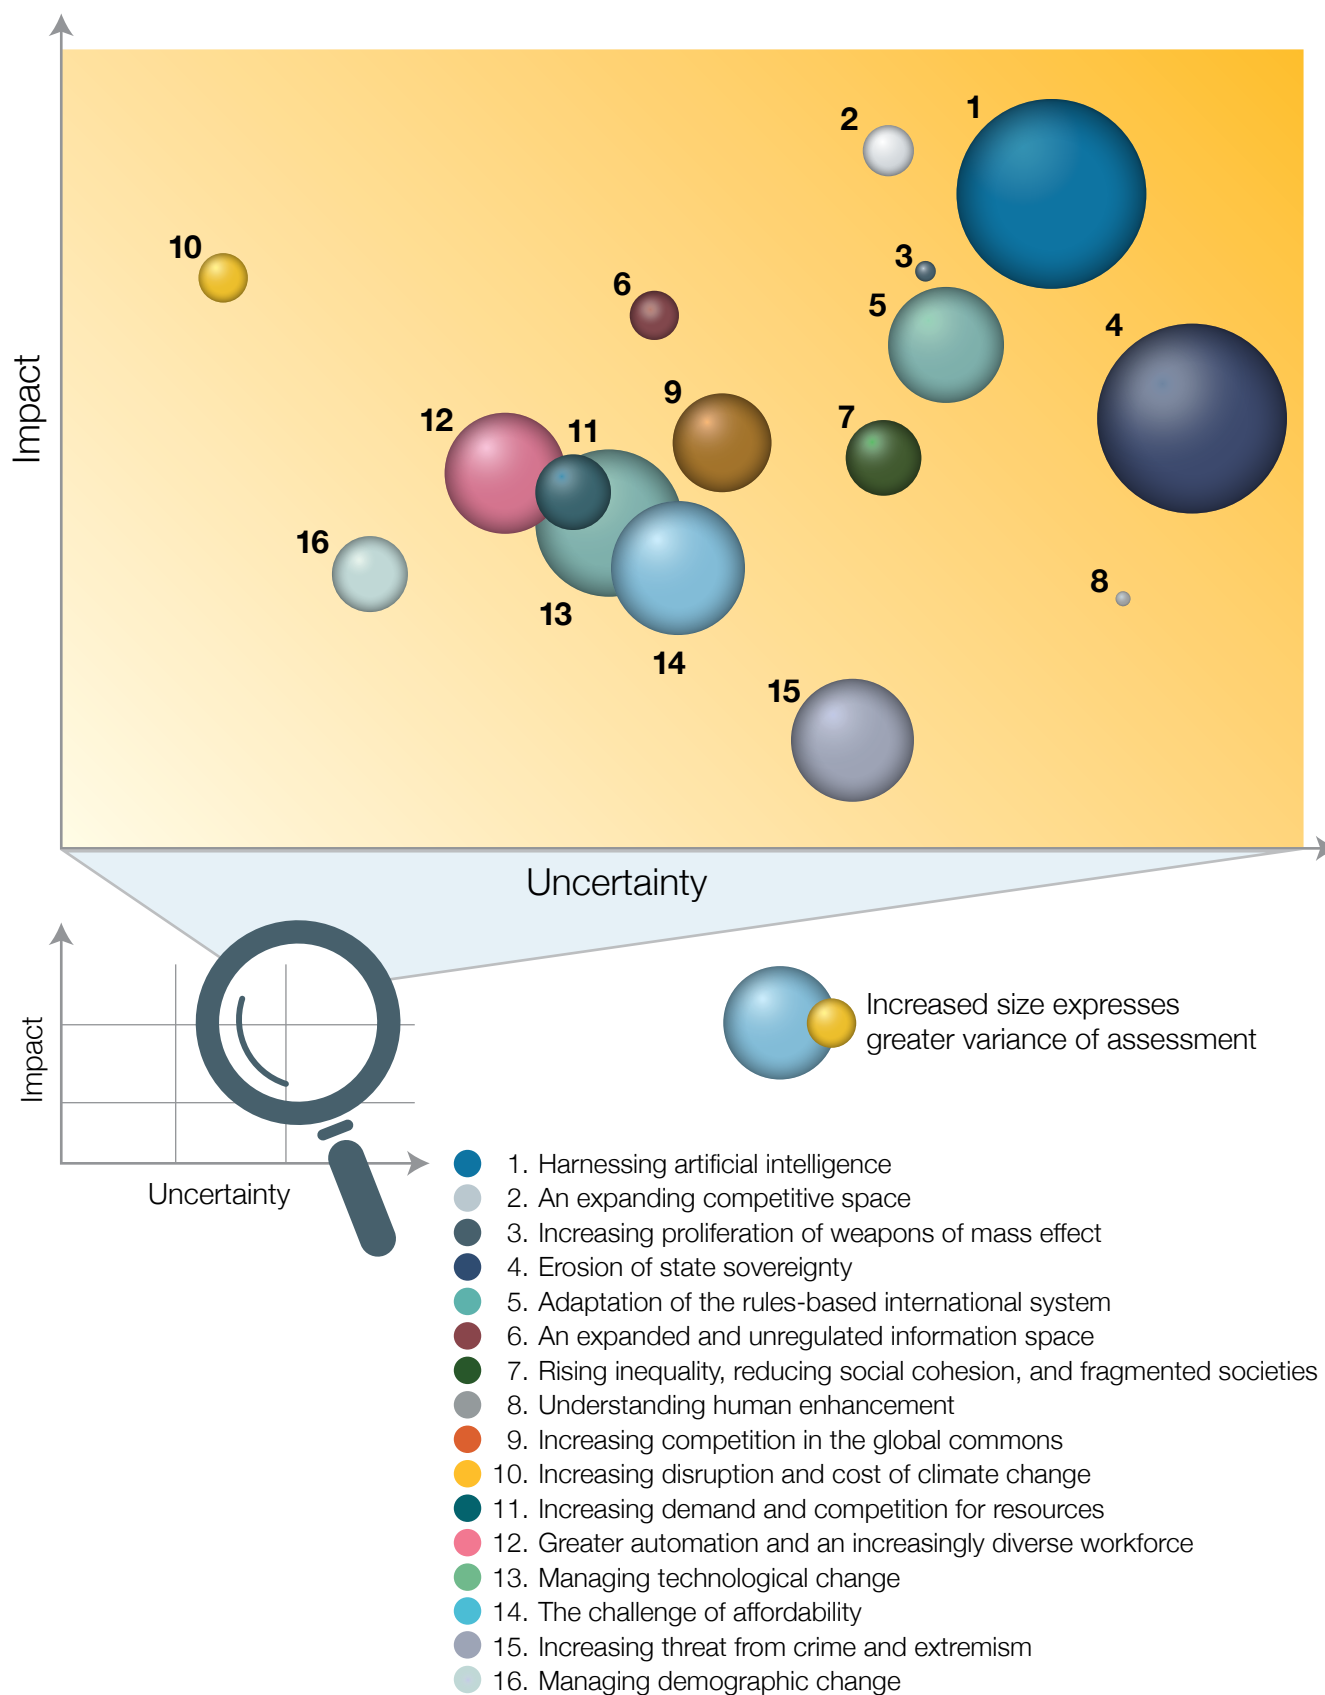 1
2
10
3
6
5
4
9
7
12
11
16
8
13
14
15
Impact
Uncertainty
Impact
Uncertainty
Increased size expresses
greater variance of assessment
1. Harnessing artificial intelligence
2. An expanding competitive space
3. Increasing proliferation of weapons of mass effect
4. Erosion of state sovereignty
5. Adaptation of the rules-based international system
6. An expanded and unregulated information space
7. Rising inequality, reducing social cohesion, and fragmented societies
8. Understanding human enhancement
9. Increasing competition in the global commons
10. Increasing disruption and cost of climate change
11. Increasing demand and competition for resources
12. Greater automation and an increasingly diverse workforce
13. Managing technological change
14. The challenge of affordability
15. Increasing threat from crime and extremism
16. Managing demographic change